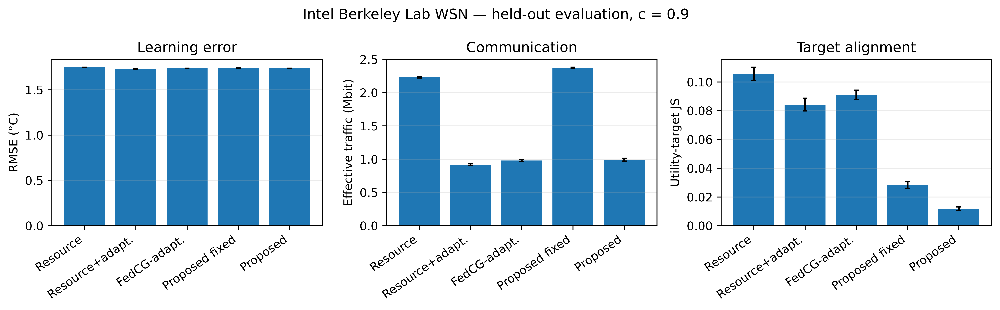 Intel Berkeley Lab WSN — held-out evaluation, c = 0.9
Learning error
RMSE (°C)
1.5
1.0
0.5
0.0
Resource
Resource+adapt.
FedCG-adapt.
Proposed fixed
Proposed
Communication
Effective traffic (Mbit)
2.5
2.0
1.5
1.0
0.5
0.0
Resource
Resource+adapt.
FedCG-adapt.
Proposed fixed
Proposed
Target alignment
Utility-target JS
0.10
0.08
0.06
0.04
0.02
0.00
Resource
Resource+adapt.
FedCG-adapt.
Proposed fixed
Proposed